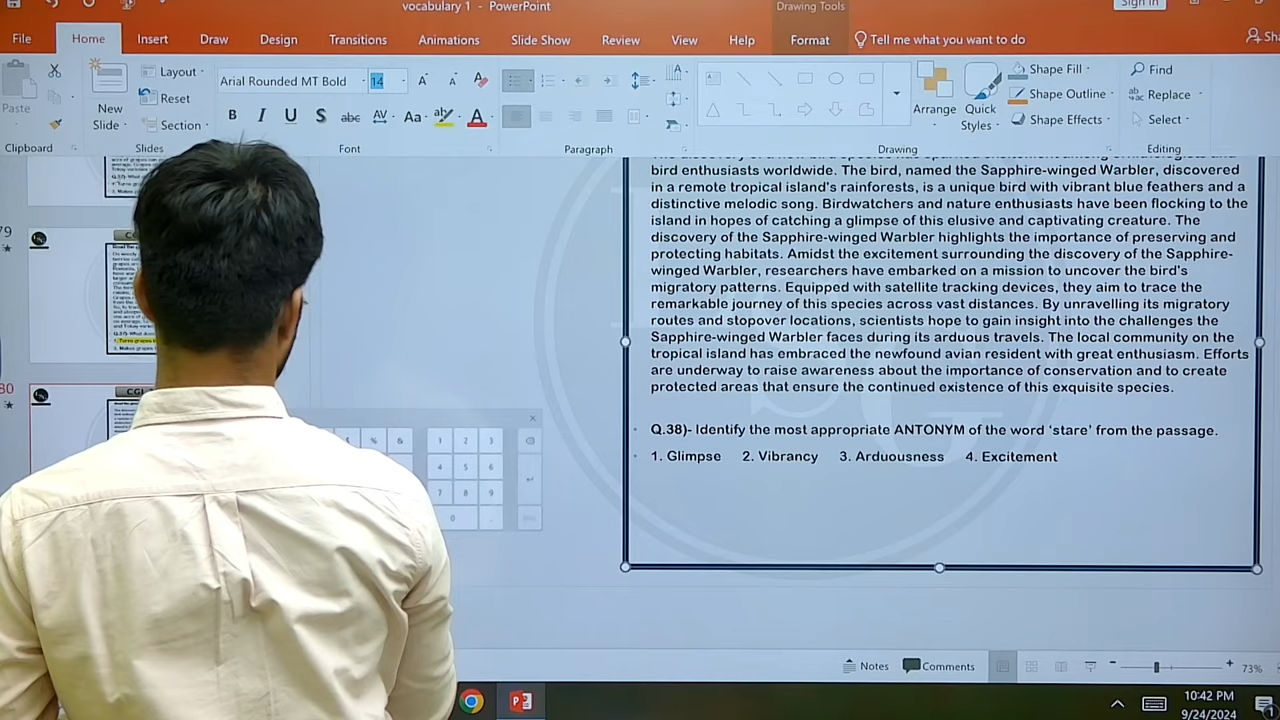 vocabulary 1 - PowerPoint
Drawing Tools
Sign in
File Home Insert Draw Design Transitions Animations Slide Show Review View Help Format Tell me what you want to do
Paste
New
Slide
Layout
Reset
Section
Arial Rounded MT Bold 14
B I U S abc AV Aa A
Arrange
Quick
Styles
Shape Fill
Shape Outline
Shape Effects
Find
Replace
Select
Clipboard Slides Font Paragraph Drawing Editing
bird enthusiasts worldwide. The bird, named the Sapphire-winged Warbler, discovered
in a remote tropical island's rainforests, is a unique bird with vibrant blue feathers and a
distinctive melodic song. Birdwatchers and nature enthusiasts have been flocking to the
island in hopes of catching a glimpse of this elusive and captivating creature. The
discovery of the Sapphire-winged Warbler highlights the importance of preserving and
protecting habitats. Amidst the excitement surrounding the discovery of the Sapphire-
winged Warbler, researchers have embarked on a mission to uncover the bird's
migratory patterns. Equipped with satellite tracking devices, they aim to trace the
remarkable journey of this species across vast distances. By unravelling its migratory
routes and stopover locations, scientists hope to gain insight into the challenges the
Sapphire-winged Warbler faces during its arduous travels. The local community on the
tropical island has embraced the newfound avian resident with great enthusiasm. Efforts
are underway to raise awareness about the importance of conservation and to create
protected areas that ensure the continued existence of this exquisite species.
Q.38)- Identify the most appropriate ANTONYM of the word ‘stare’ from the passage.
1. Glimpse 2. Vibrancy 3. Arduousness 4. Excitement
79
80
% & 1 2 3
4 5 6
7 8 9
0 .
Notes Comments 73%
10:42 PM
9/24/2024